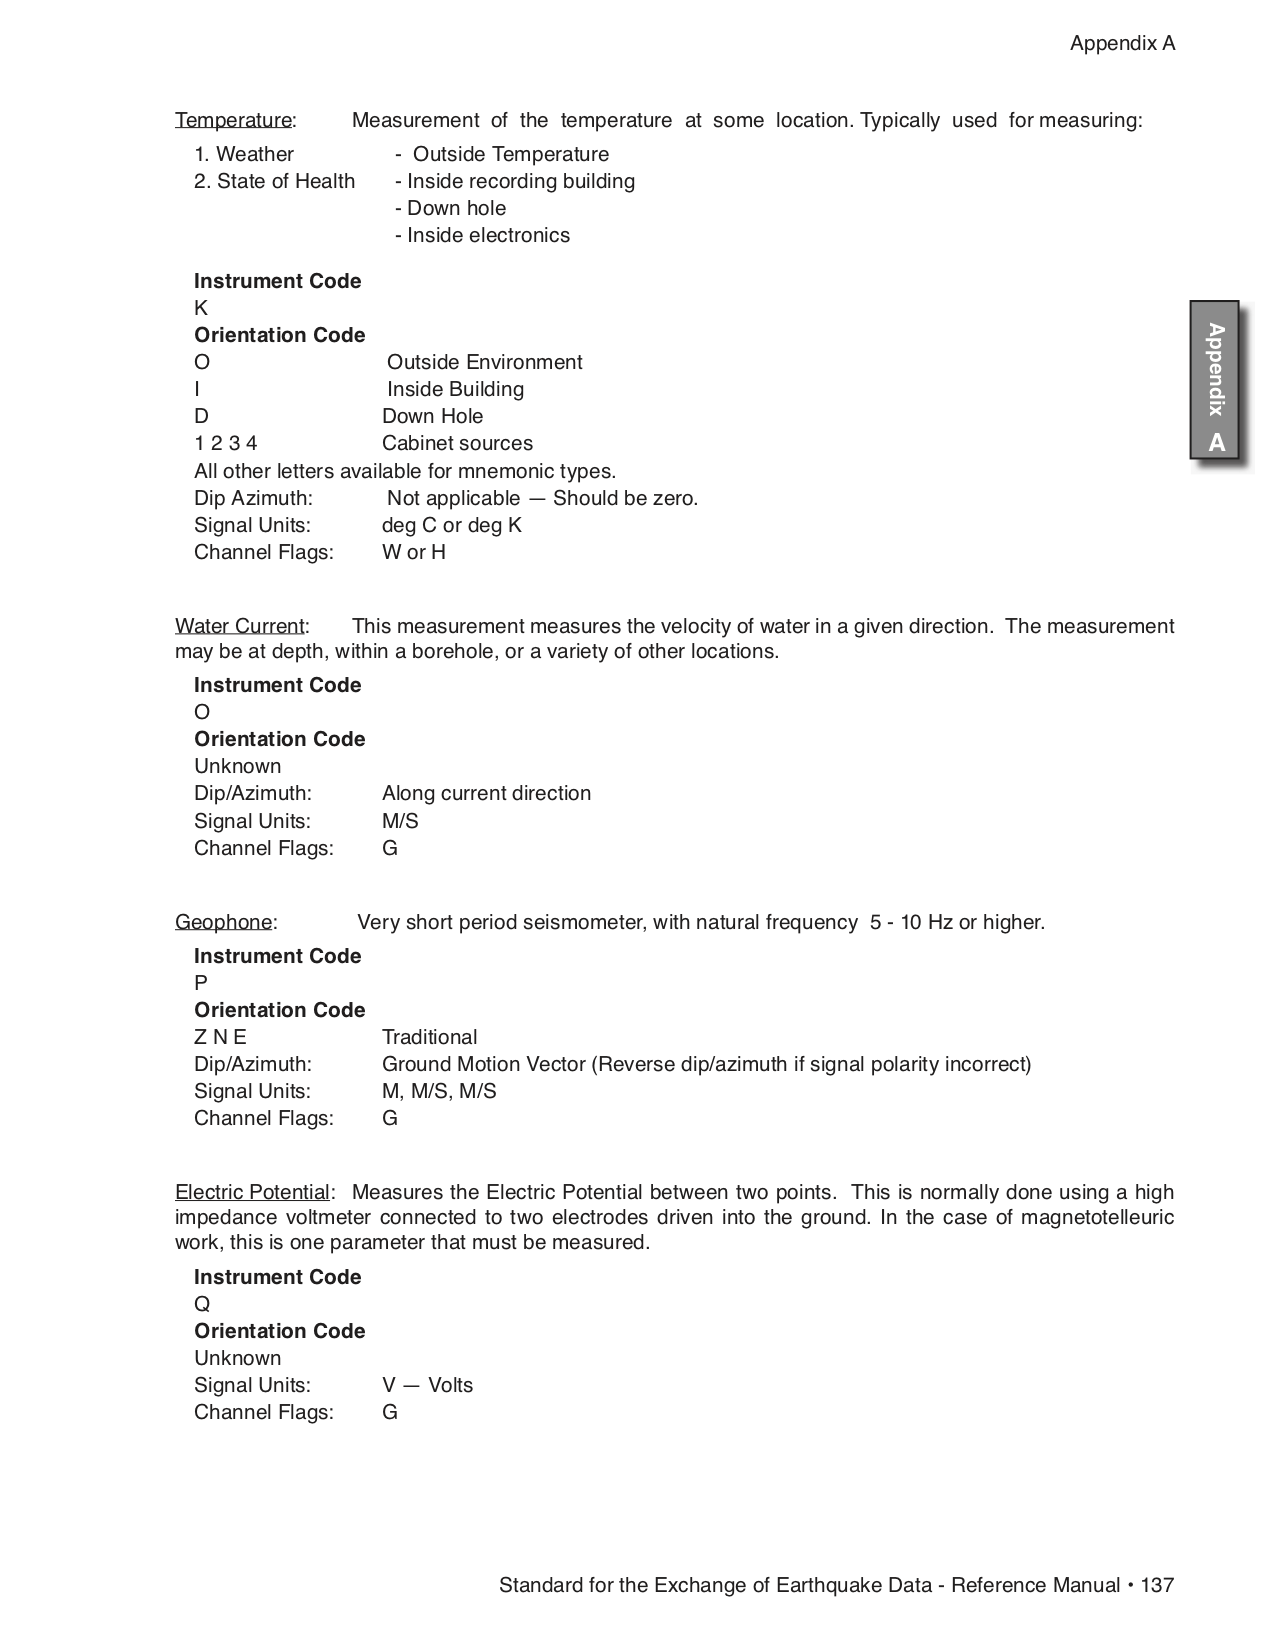 Appendix A
Temperature: Measurement of the temperature at some location. Typically used for measuring:
1. Weather - Outside Temperature
2. State of Health - Inside recording building
- Down hole
- Inside electronics
Instrument Code
K
Orientation Code
O Outside Environment
I Inside Building
D Down Hole
1 2 3 4 Cabinet sources
All other letters available for mnemonic types.
Dip Azimuth: Not applicable — Should be zero.
Signal Units: deg C or deg K
Channel Flags: W or H
Appendix A
Water Current: This measurement measures the velocity of water in a given direction. The measurement
may be at depth, within a borehole, or a variety of other locations.
Instrument Code
O
Orientation Code
Unknown
Dip/Azimuth: Along current direction
Signal Units: M/S
Channel Flags: G
Geophone: Very short period seismometer, with natural frequency 5 - 10 Hz or higher.
Instrument Code
P
Orientation Code
Z N E Traditional
Dip/Azimuth: Ground Motion Vector (Reverse dip/azimuth if signal polarity incorrect)
Signal Units: M, M/S, M/S
Channel Flags: G
Electric Potential: Measures the Electric Potential between two points. This is normally done using a high
impedance voltmeter connected to two electrodes driven into the ground. In the case of magnetotelleuric
work, this is one parameter that must be measured.
Instrument Code
Q
Orientation Code
Unknown
Signal Units: V — Volts
Channel Flags: G
Standard for the Exchange of Earthquake Data - Reference Manual • 137